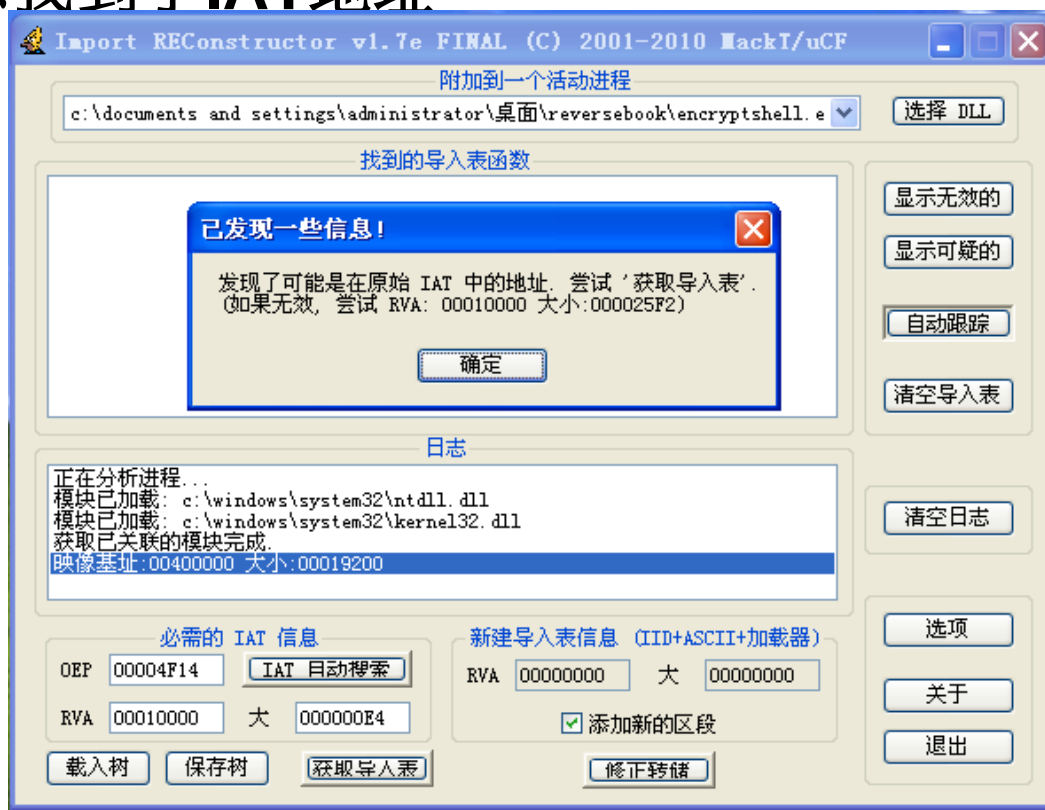 找到了IAT地址
Import REConstructor v1.7e FINAL (C) 2001-2010 MackT/uCF
附加到一个活动进程
c:\documents and settings\administrator\桌面\reversebook\encryptshell.e
选择 DLL
找到的导入表函数
显示无效的
已发现一些信息!
显示可疑的
发现了可能是在原始 IAT 中的地址. 尝试 '获取导入表'.
(如果无效, 尝试 RVA: 00010000 大小:000025F2)
自动跟踪
确定
清空导入表
日志
正在分析进程...
模块已加载: c:\windows\system32\ntdll.dll
模块已加载: c:\windows\system32\kernel32.dll
获取已关联的模块完成.
映像基址:00400000 大小:00019200
清空日志
必需的 IAT 信息
新建导入表信息 (IID+ASCII+加载器)
选项
OEP 00004F14 IAT 自动搜索
RVA 00000000 大 00000000
关于
RVA 00010000 大 000000E4
添加新的区段
退出
载入树 保存树 获取导入表
修正转储